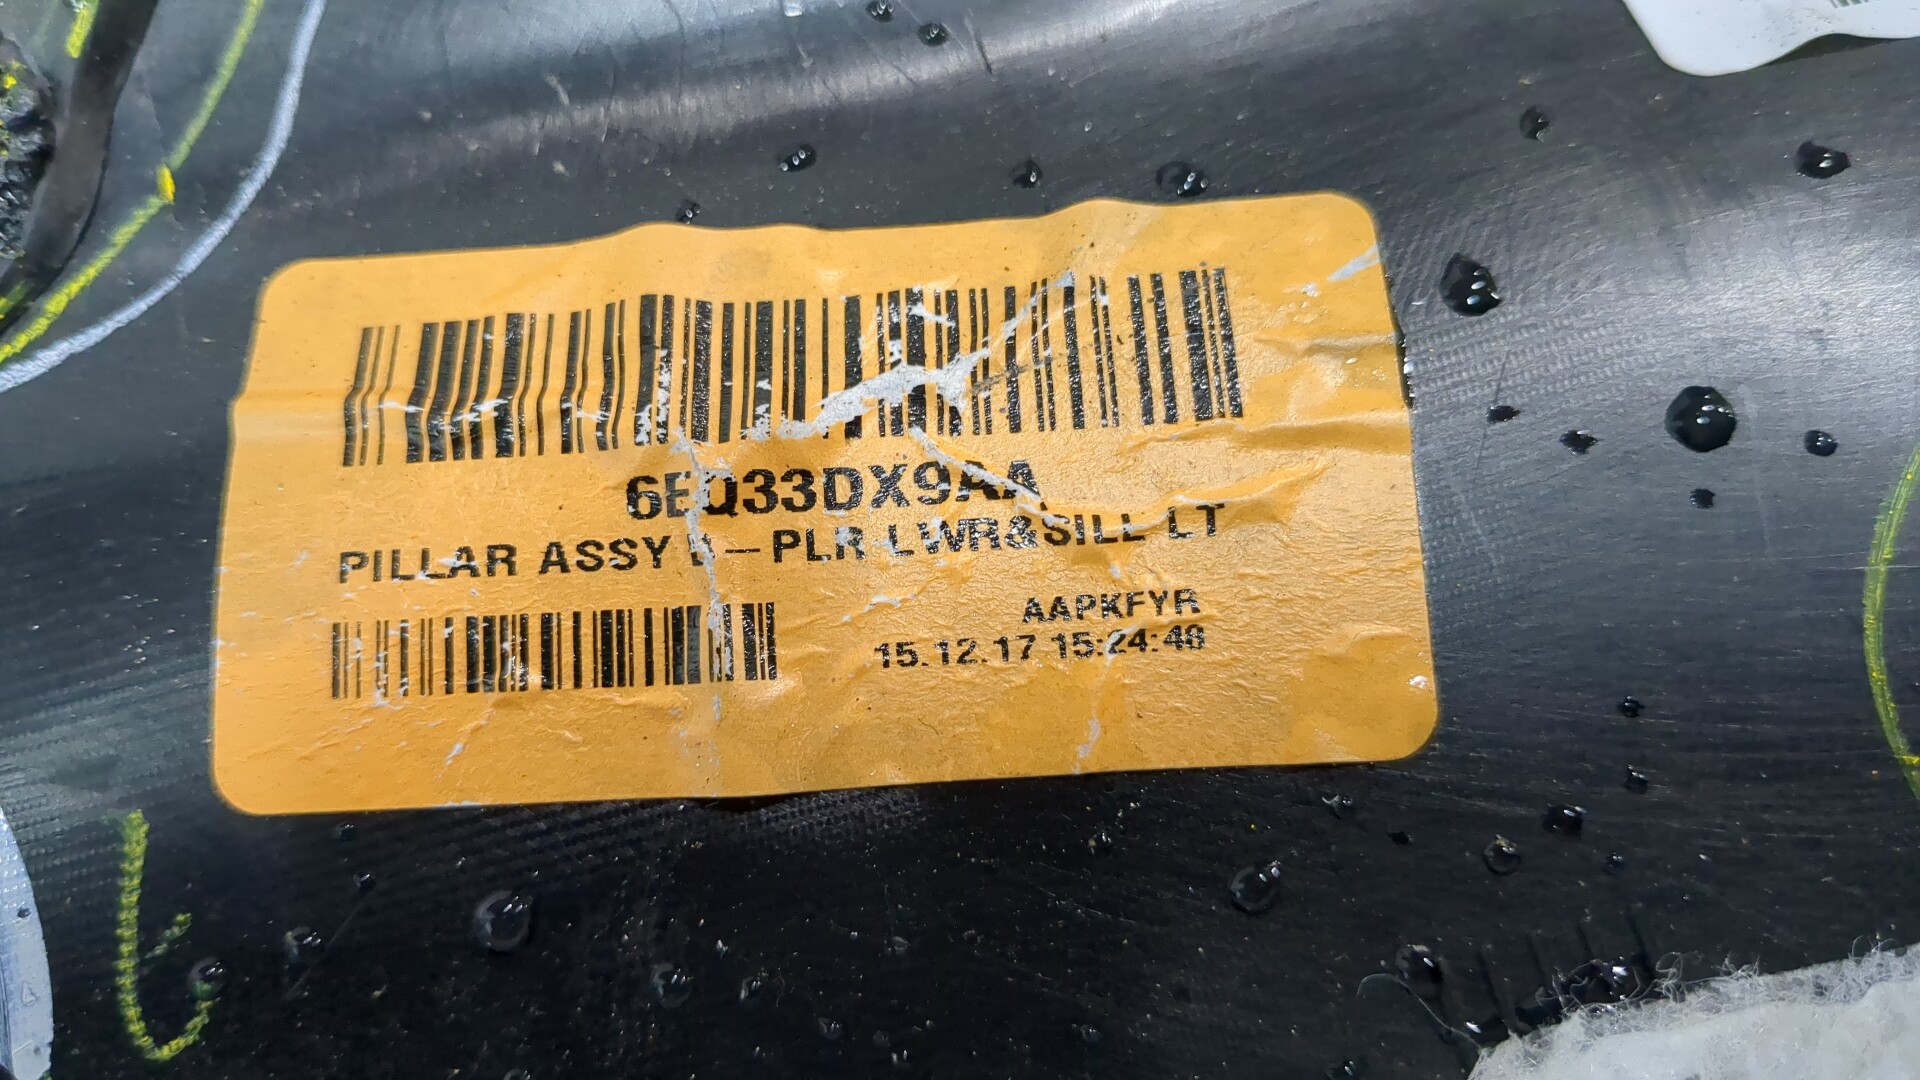 6EQ33DX9AA
PILLAR ASSY B-PLR LWR&SILL LT
AAPKFYR
15.12.17 15:24:48